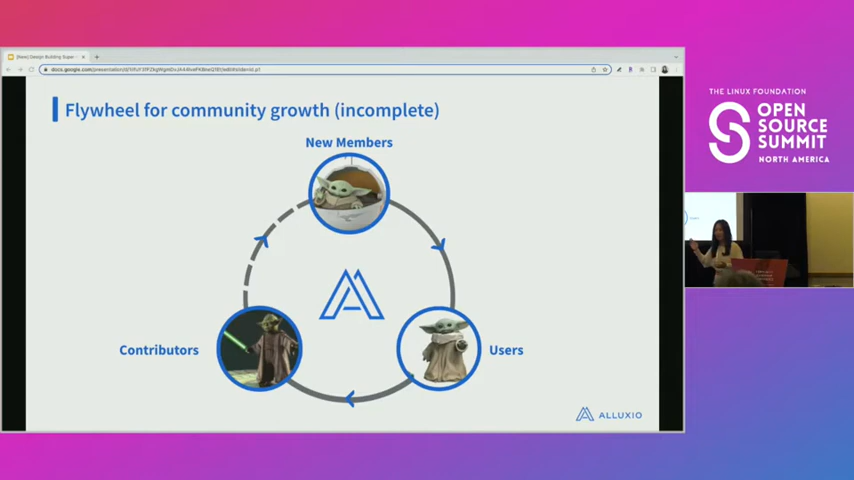 Flywheel for community growth (incomplete)
New Members
Contributors
Users
ALLUXIO
THE LINUX FOUNDATION
OPEN
SOURCE
SUMMIT
NORTH AMERICA